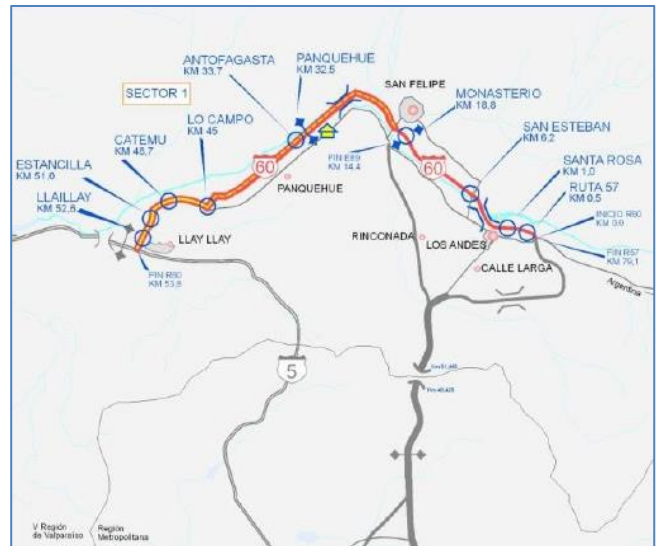 ANTOFAGASTA
KM 33,7
PANQUEHUE
KM 32,5
SAN FELIPE
SECTOR 1
MONASTERIO
KM 18,8
LO CAMPO
KM 45
CATEMU
KM 48,7
SAN ESTEBAN
KM 6,2
ESTANCILLA
KM 51,0
FIN E89
KM 14,4
SANTA ROSA
KM 1,0
60
60
LLAILLAY
KM 52,6
PANQUEHUE
RUTA 57
KM 0,5
INICIO R60
KM 0,0
LLAY LLAY
RINCONADA
LOS ANDES
FIN R57
KM 79,1
FIN R60
CALLE LARGA
Argentina
5
V Región
de Valparaíso
Región
Metropolitana